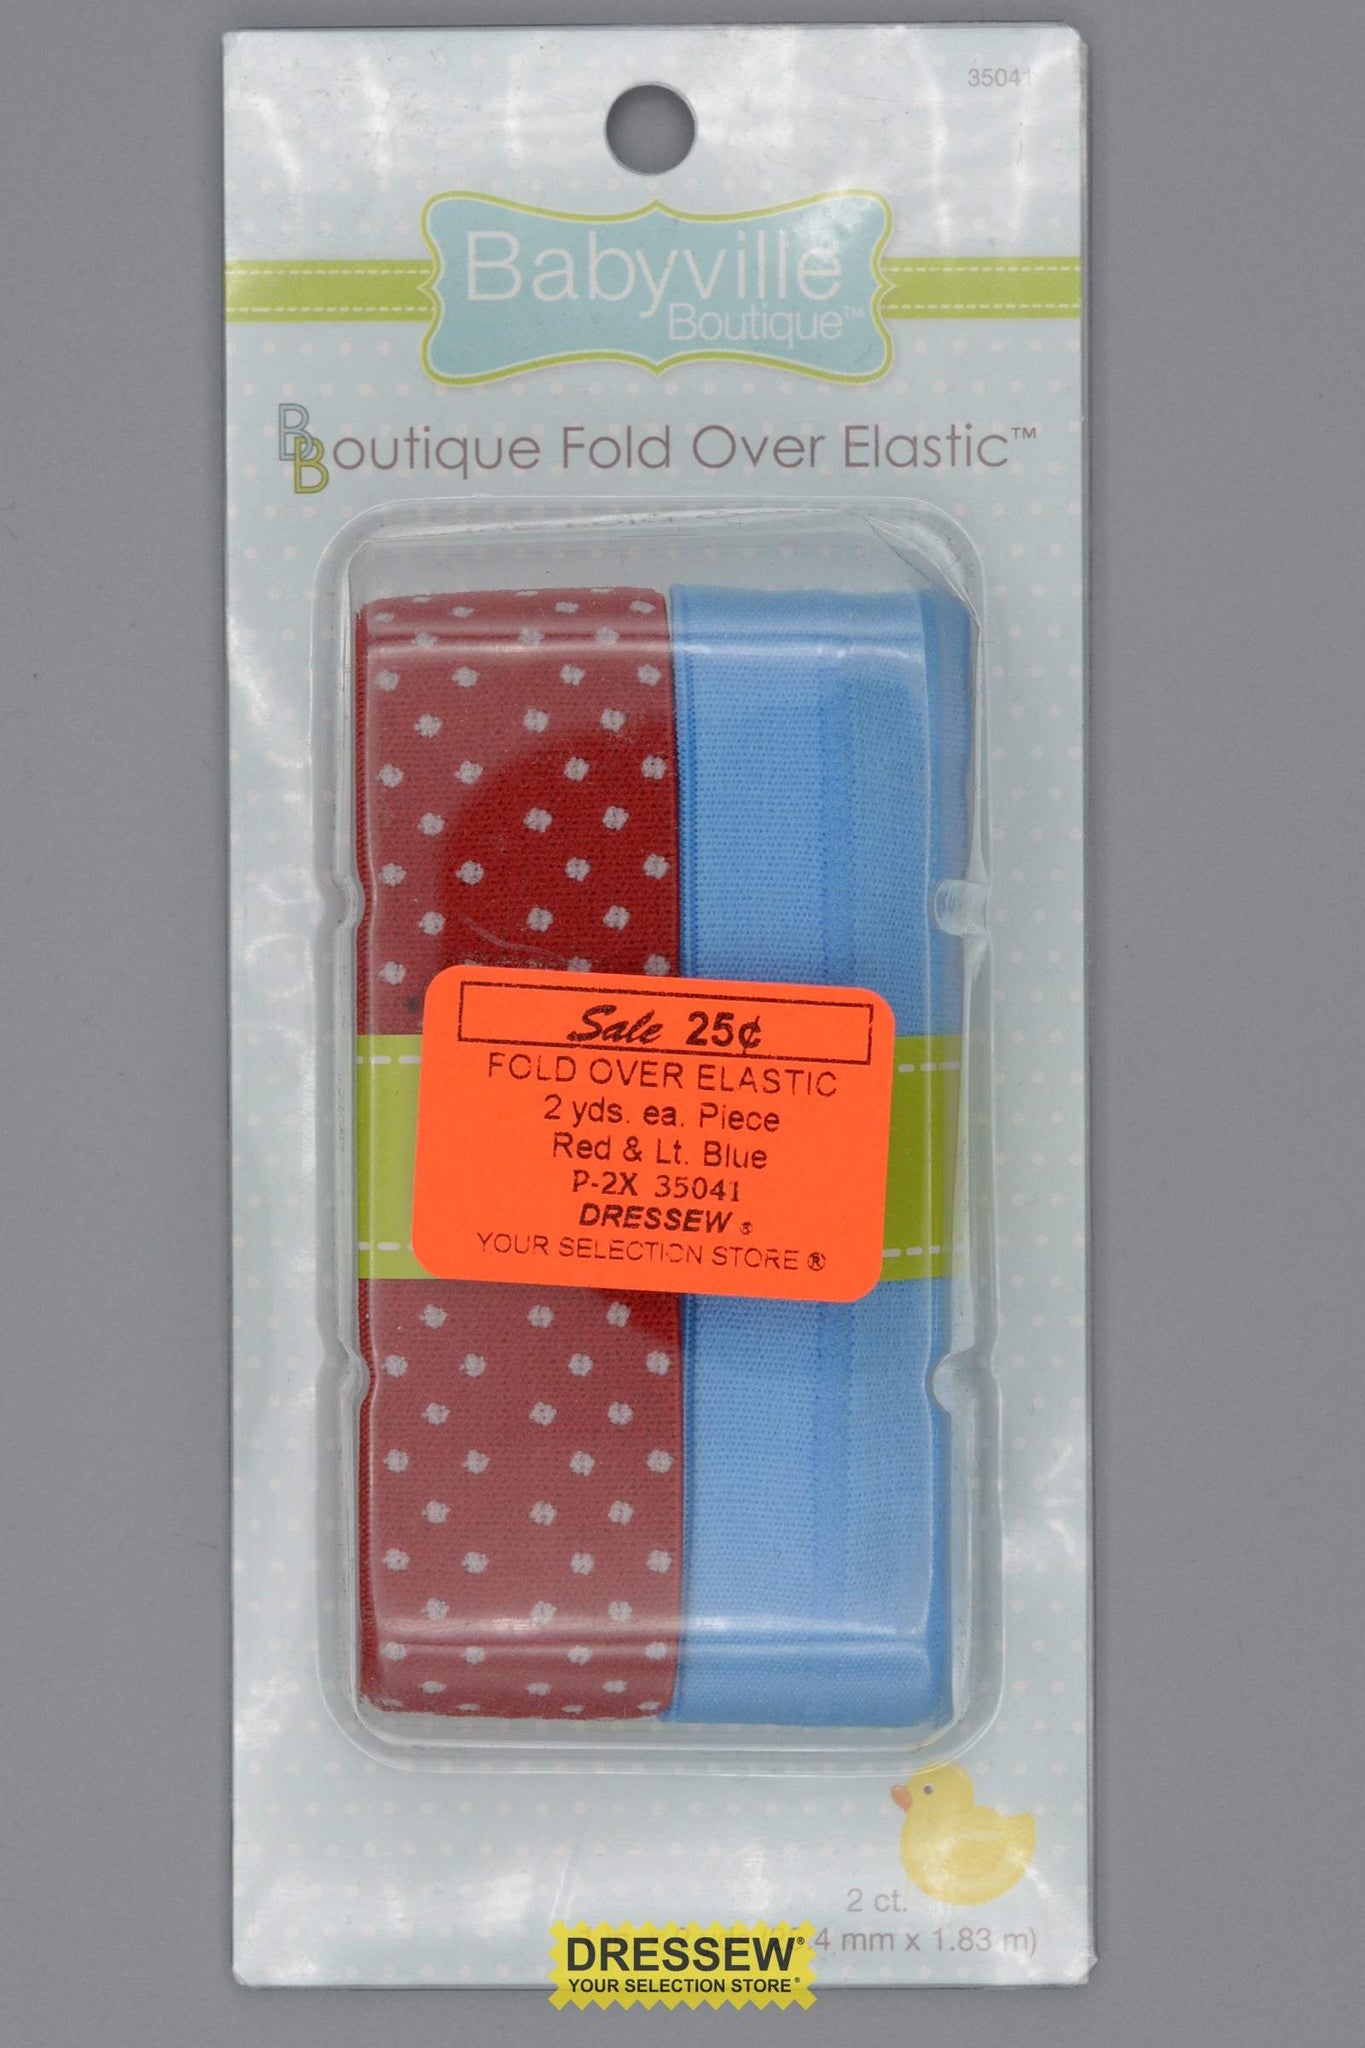 35041
Babyville
Boutique™
BBoutique Fold Over Elastic™
Sale 25¢
FOLD OVER ELASTIC
2 yds. ea. Piece
Red & Lt. Blue
P-2X 35041
DRESSEW ®
YOUR SELECTION STORE ®
2 ct.
.4 mm x 1.83 m)
DRESSEW®
YOUR SELECTION STORE®